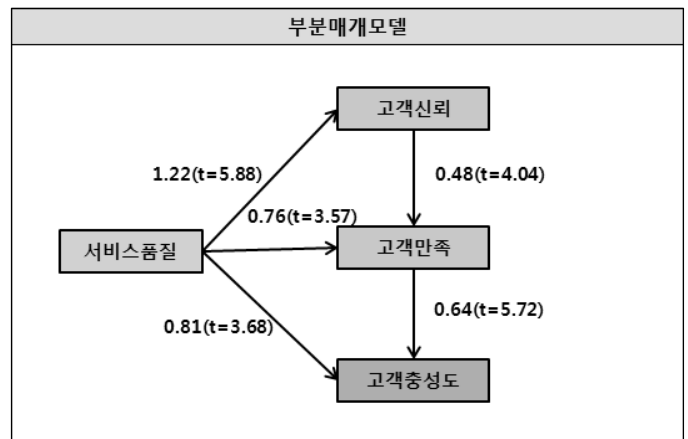 부분매개모델
고객신뢰
1.22(t=5.88)
0.48(t=4.04)
0.76(t=3.57)
서비스품질
고객만족
0.81(t=3.68)
0.64(t=5.72)
고객충성도